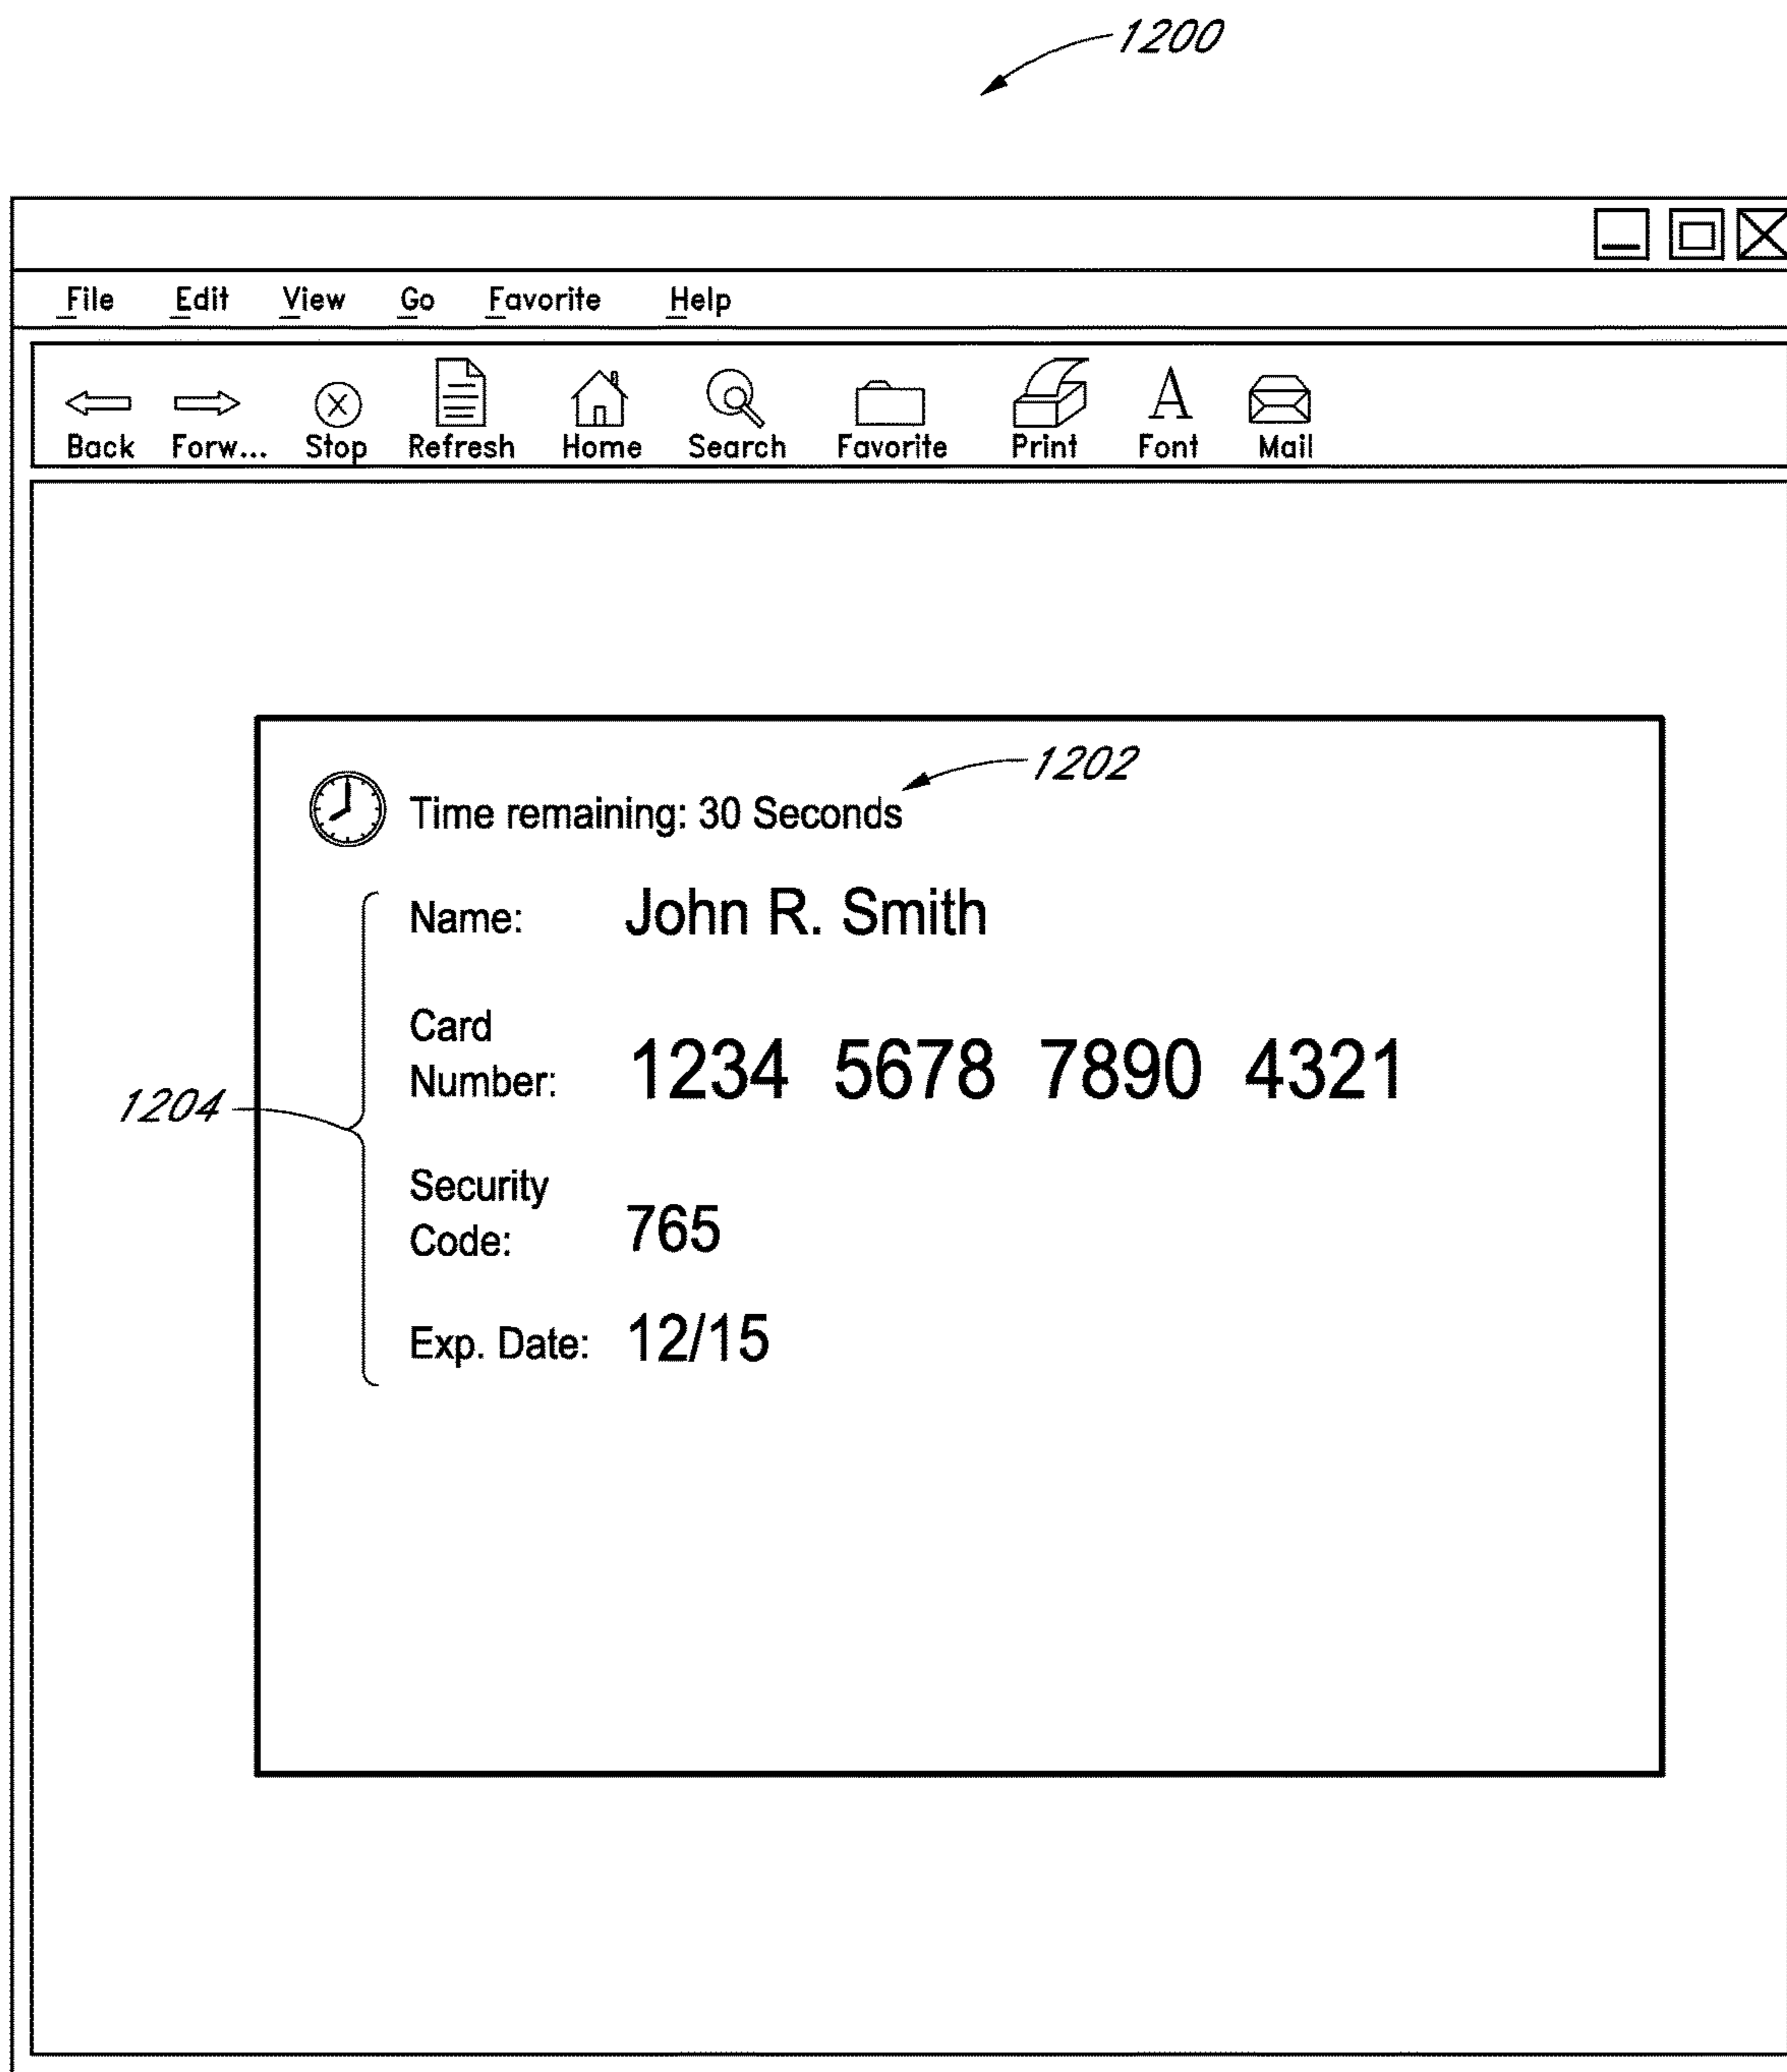 1200
File Edit View Go Favorite Help
Back Forw... Stop Refresh Home Search Favorite Print Font Mail
1202
Time remaining: 30 Seconds
Name: John R. Smith
Card
Number: 1234 5678 7890 4321
1204
Security
Code: 765
Exp. Date: 12/15